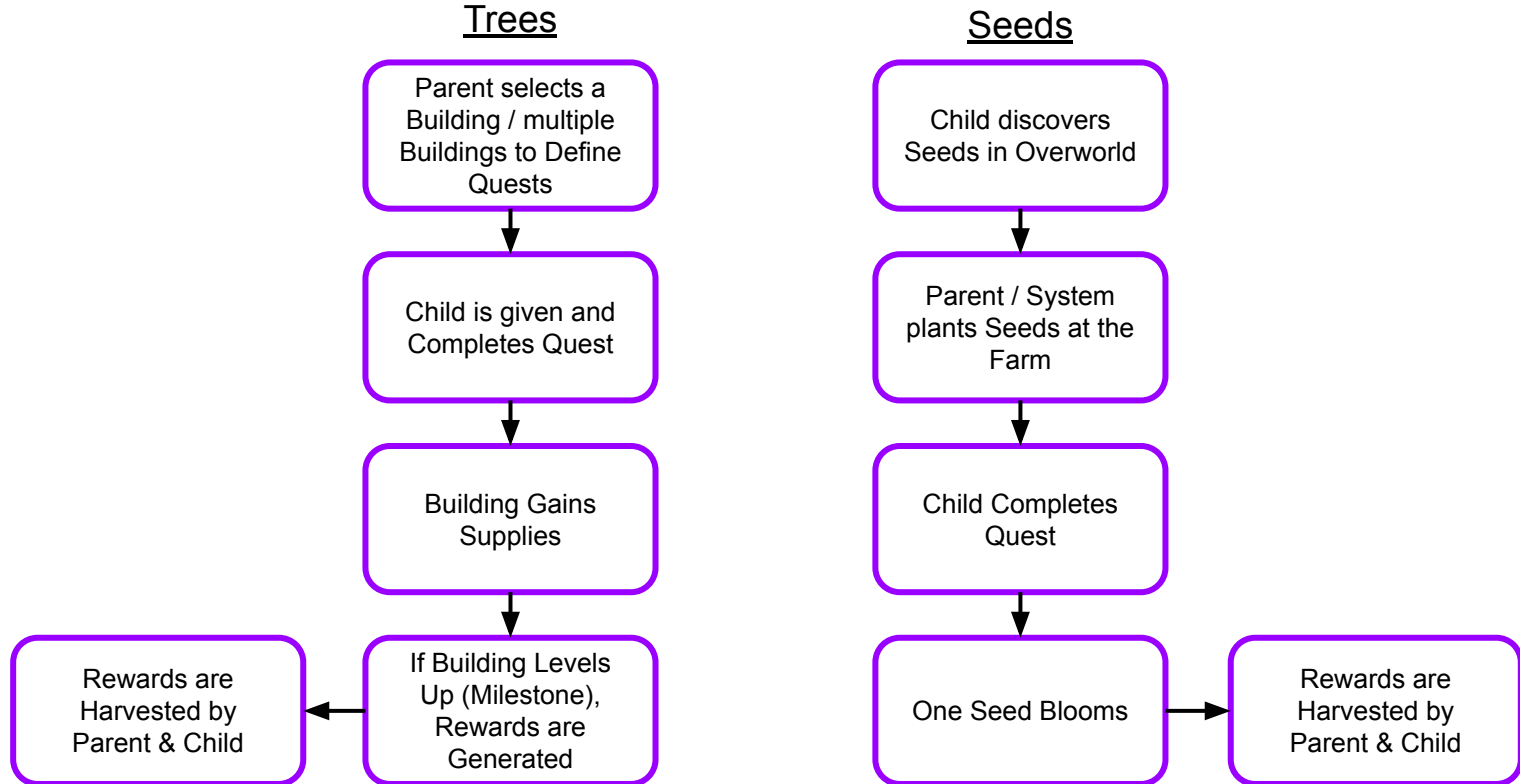 Trees
Parent selects a
Building / multiple
Buildings to Define
Quests
Child is given and
Completes Quest
Building Gains
Supplies
If Building Levels
Up (Milestone),
Rewards are
Generated
Rewards are
Harvested by
Parent & Child
Seeds
Child discovers
Seeds in Overworld
Parent / System
plants Seeds at the
Farm
Child Completes
Quest
One Seed Blooms
Rewards are
Harvested by
Parent & Child